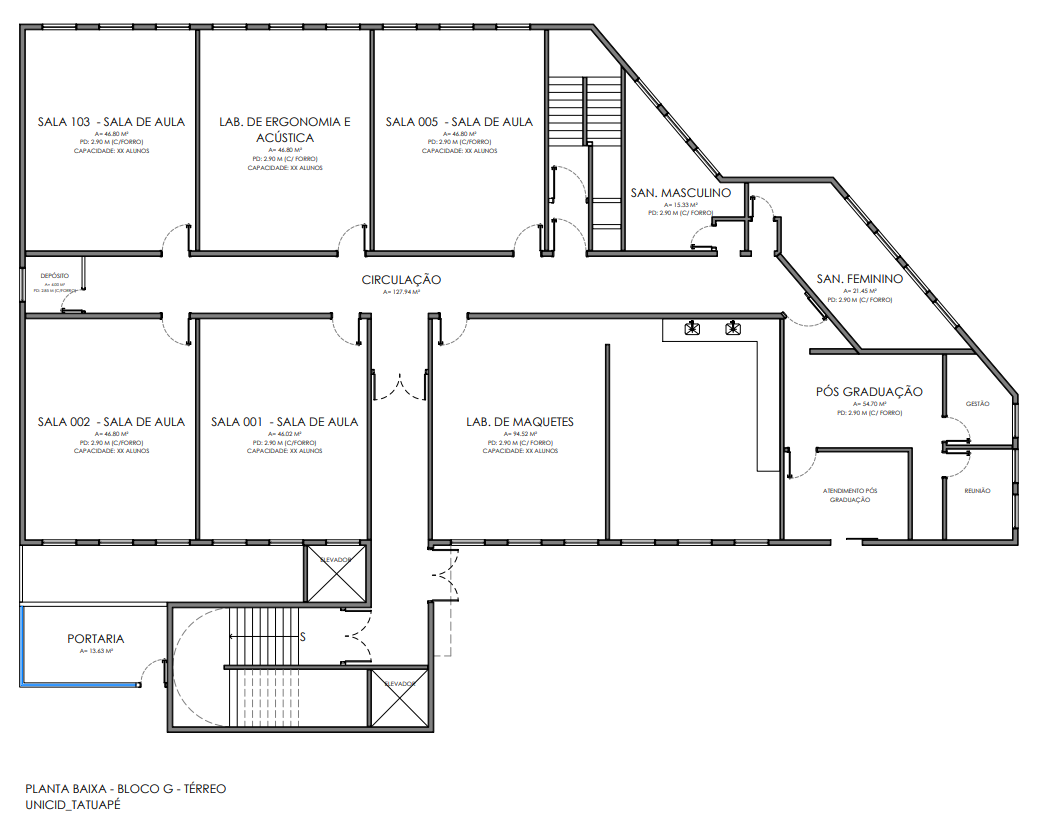 SALA 103 - SALA DE AULA
A= 46.80 M²
PD: 2.90 M (C/FORRO)
CAPACIDADE: XX ALUNOS
LAB. DE ERGONOMIA E
ACÚSTICA
A= 46.80 M²
PD: 2.90 M (C/ FORRO)
CAPACIDADE: XX ALUNOS
SALA 005 - SALA DE AULA
A= 46.80 M²
PD: 2.90 M (C/FORRO)
CAPACIDADE: XX ALUNOS
SAN. MASCULINO
A= 15.33 M²
PD: 2.90 M (C/ FORRO)
DEPÓSITO
CIRCULAÇÃO
A= 127.94 M²
SAN. FEMININO
A= 21.45 M²
PD: 2.90 M (C/ FORRO)
SALA 002 - SALA DE AULA
A= 46.80 M²
PD: 2.90 M (C/FORRO)
CAPACIDADE: XX ALUNOS
SALA 001 - SALA DE AULA
A= 46.02 M²
PD: 2.90 M (C/FORRO)
CAPACIDADE: XX ALUNOS
LAB. DE MAQUETES
A= 94.52 M²
PD: 2.90 M (C/ FORRO)
CAPACIDADE: XX ALUNOS
PÓS GRADUAÇÃO
A= 54.70 M²
PD: 2.90 M (C/ FORRO)
GESTÃO
ATENDIMENTO PÓS
GRADUAÇÃO
REUNIÃO
ELEVADOR
PORTARIA
A= 13.63 M²
S
ELEVADOR
PLANTA BAIXA - BLOCO G - TÉRREO
UNICID_TATUAPÉ